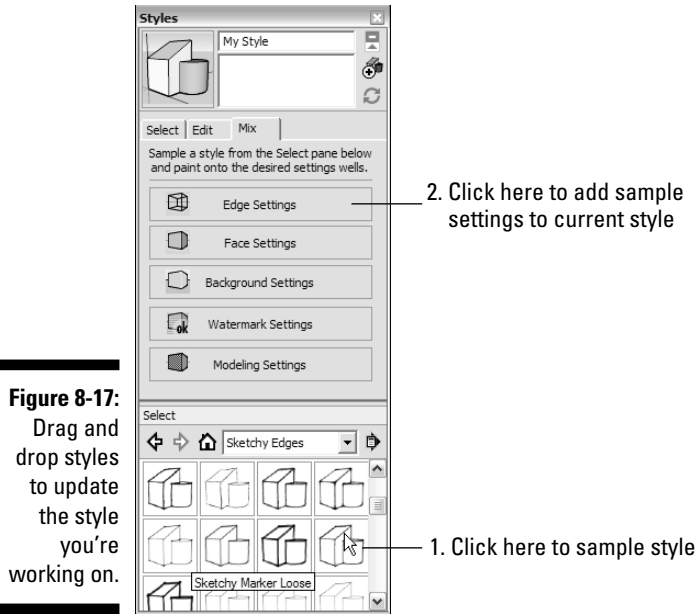 Styles
My Style
Select
Edit
Mix
Sample a style from the Select pane below
and paint onto the desired settings wells.
Edge Settings
2. Click here to add sample
settings to current style
Face Settings
Background Settings
ok
Watermark Settings
Modeling Settings
Figure 8-17:
Drag and
drop styles
to update
the style
you're
working on.
Select
Sketchy Edges
1. Click here to sample style
Sketchy Marker Loose